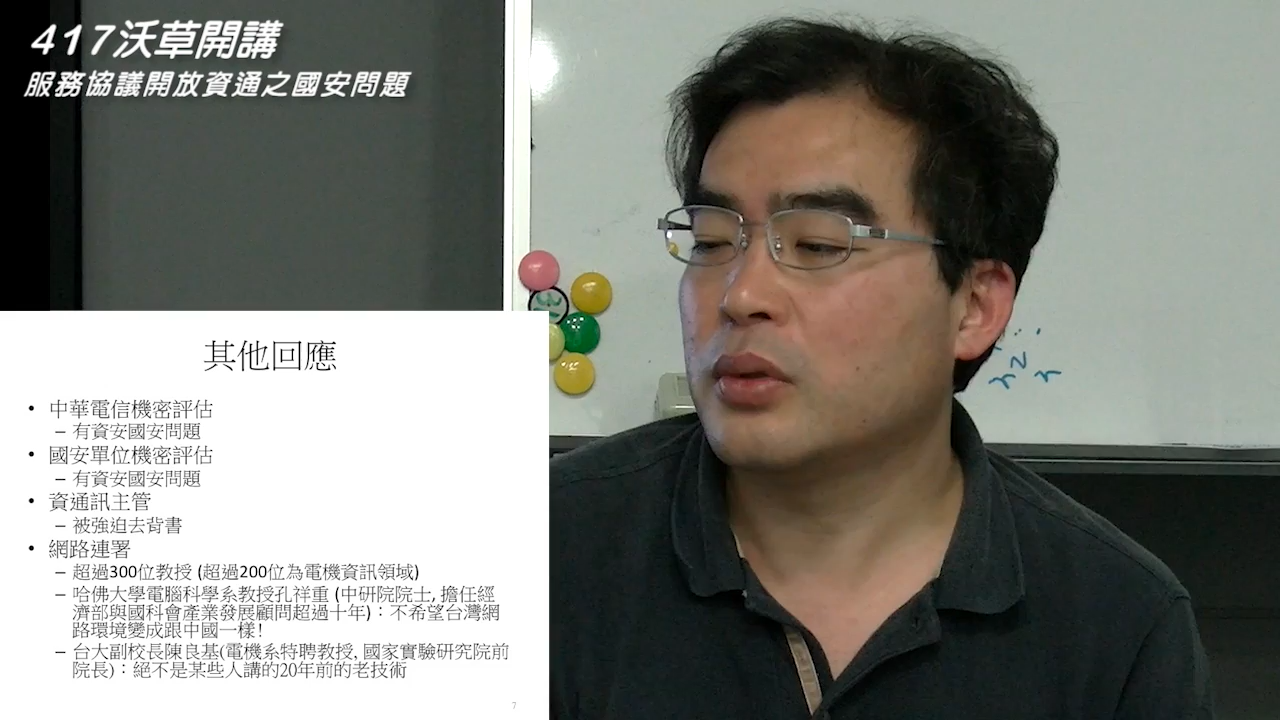 417沃草開講
服務協議開放資通之國安問題
其他回應
• 中華電信機密評估
– 有資安國安問題
• 國安單位機密評估
– 有資安國安問題
• 資通訊主管
– 被強迫去背書
• 網路連署
– 超過300位教授 (超過200位為電機資訊領域)
– 哈佛大學電腦科學系教授孔祥重 (中研院院士, 擔任經
濟部與國科會產業發展顧問超過十年)：不希望台灣網
路環境變成跟中國一樣!
– 台大副校長陳良基(電機系特聘教授, 國家實驗研究院前
院長)：絕不是某些人講的20年前的老技術
7